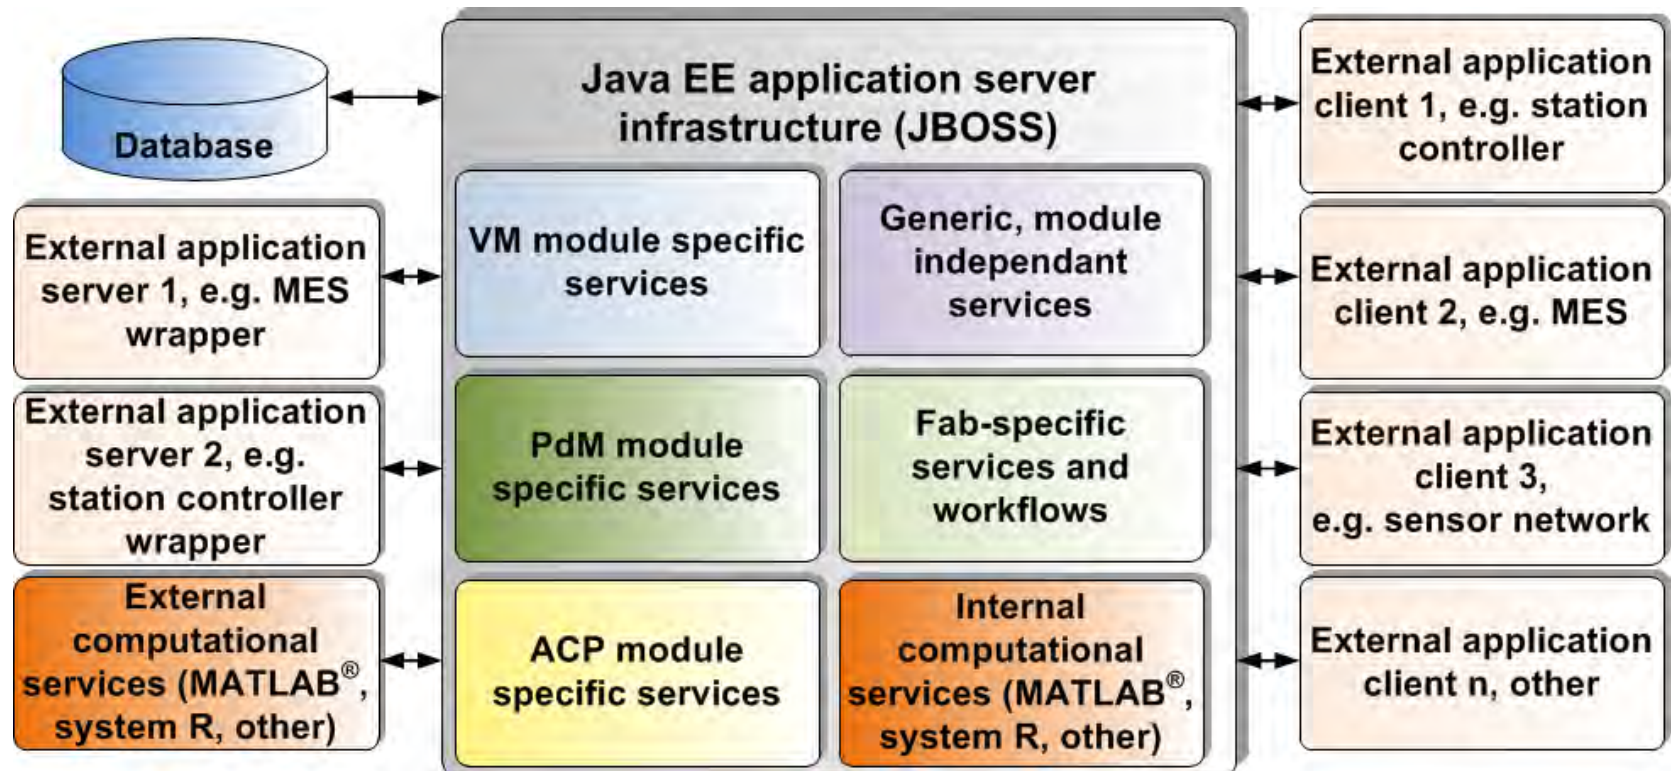 Database
External application
server 1, e.g. MES
wrapper
External application
server 2, e.g.
station controller
wrapper
External
computational
services (MATLAB®,
system R, other)
Java EE application server
infrastructure (JBOSS)
VM module specific
services
Generic, module
independant
services
PdM module
specific services
Fab-specific
services and
workflows
ACP module
specific services
Internal
computational
services (MATLAB®,
system R, other)
External application
client 1, e.g. station
controller
External application
client 2, e.g. MES
External application
client 3,
e.g. sensor network
External application
client n, other